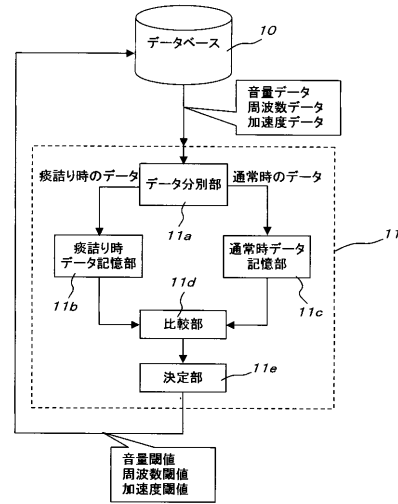 データベース
10
音量データ
周波数データ
加速度データ
痰詰り時のデータ
通常時のデータ
データ分別部
11
11a
痰詰り時
データ記憶部
通常時データ
記憶部
11b
11d
11c
比較部
決定部
11e
音量閾値
周波数閾値
加速度閾値